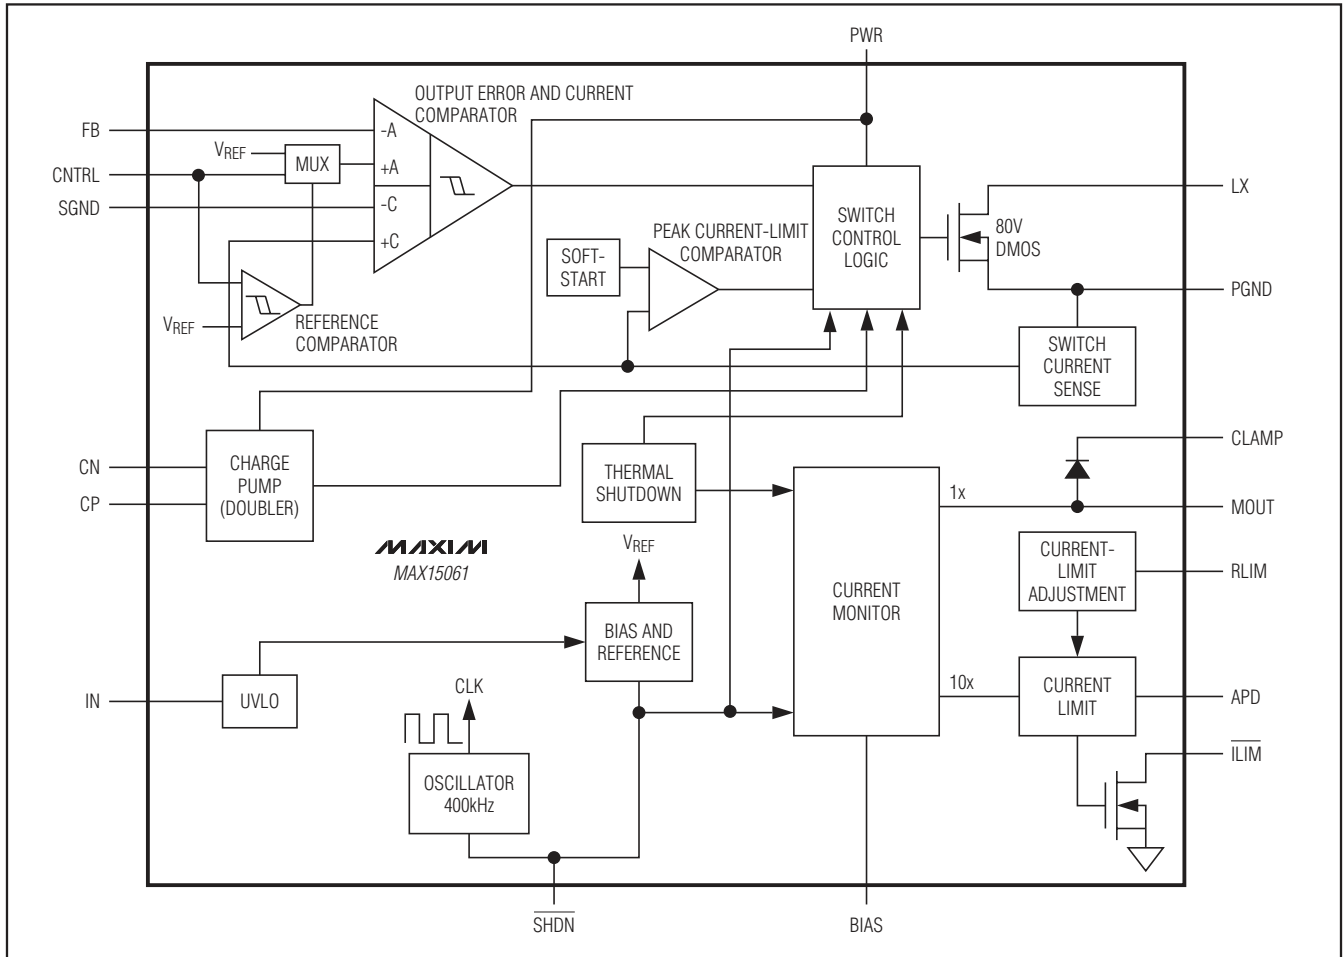 PWR
OUTPUT ERROR AND CURRENT
COMPARATOR
FB
-A
VREF
MUX
+A
CNTRL
SGND
-C
+C
LX
80V
DMOS
SWITCH
CONTROL
LOGIC
PEAK CURRENT-LIMIT
COMPARATOR
SOFT-
START
PGND
VREF
REFERENCE
COMPARATOR
SWITCH
CURRENT
SENSE
CLAMP
CN
CP
CHARGE
PUMP
(DOUBLER)
THERMAL
SHUTDOWN
1x
MOUT
MAXIM
MAX15061
VREF
CURRENT-
LIMIT
ADJUSTMENT
RLIM
CURRENT
MONITOR
BIAS AND
REFERENCE
IN
UVLO
CLK
10x
CURRENT
LIMIT
APD
ILIM
OSCILLATOR
400kHz
SHDN
BIAS